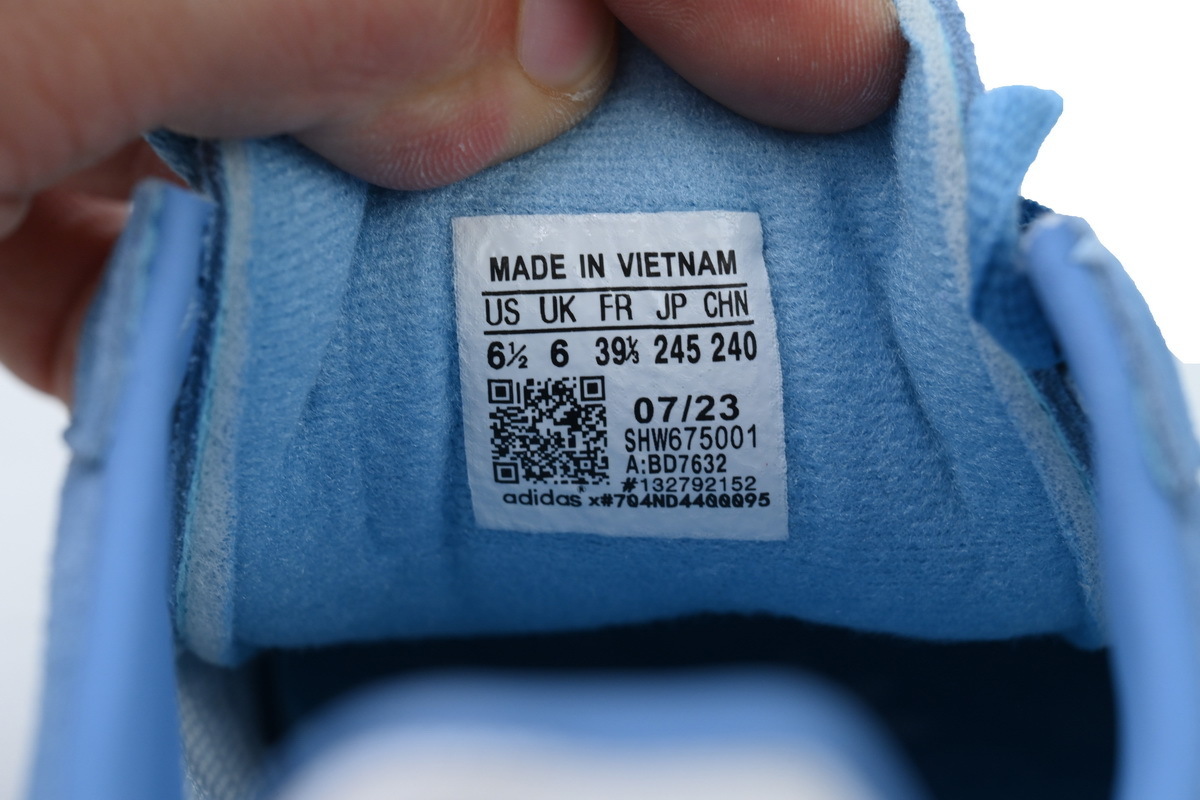 MADE IN VIETNAM
US UK FR JP CHN
6½ 6 39⅓ 245 240
07/23
SHW675001
A:BD7632
#132792152
adidas x#7Q4ND44QQQ95